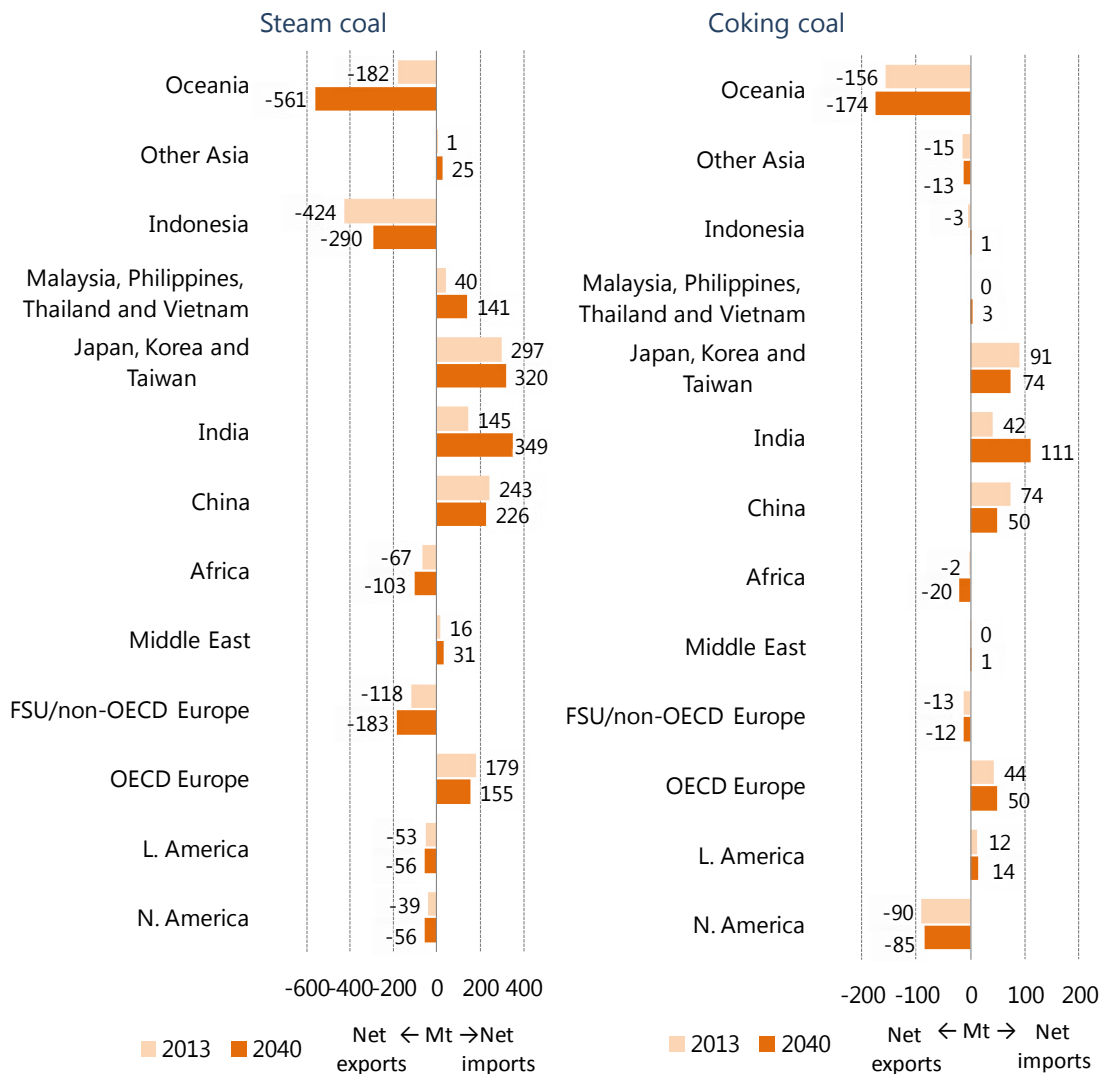 Steam coal
Oceania
-182
-561
Other Asia
1
25
Indonesia
-424
-290
Malaysia, Philippines,
Thailand and Vietnam
40
141
Japan, Korea and
Taiwan
297
320
India
145
349
China
243
226
Africa
-67
-103
Middle East
16
31
FSU/non-OECD Europe
-118
-183
OECD Europe
179
155
L. America
-53
-56
N. America
-39
-56
-600 -400 -200 0 200 400
2013 2040
Net exports ← Mt → Net imports
Coking coal
Oceania
-156
-174
Other Asia
-15
-13
Indonesia
-3
1
Malaysia, Philippines,
Thailand and Vietnam
0
3
Japan, Korea and
Taiwan
91
74
India
42
111
China
74
50
Africa
-2
-20
Middle East
0
1
FSU/non-OECD Europe
-13
-12
OECD Europe
44
50
L. America
12
14
N. America
-90
-85
-200 -100 0 100 200
2013 2040
Net exports ← Mt → Net imports